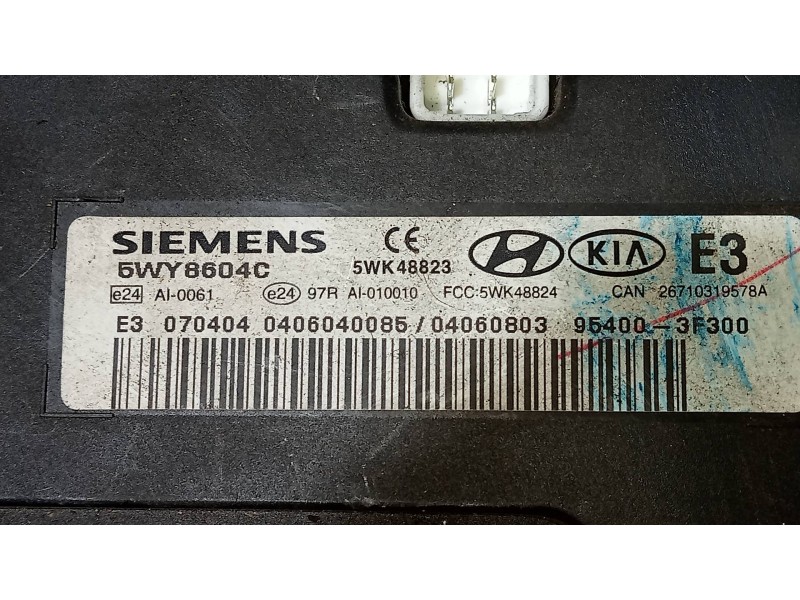 SIEMENS CE HYUNDAI KIA E3
5WY8604C 5WK48823
e24 AI-0061 e24 97R AI-010010 FCC:5WK48824 CAN 26710319578A
E3 070404 0406040085/04060803 95400-3F300